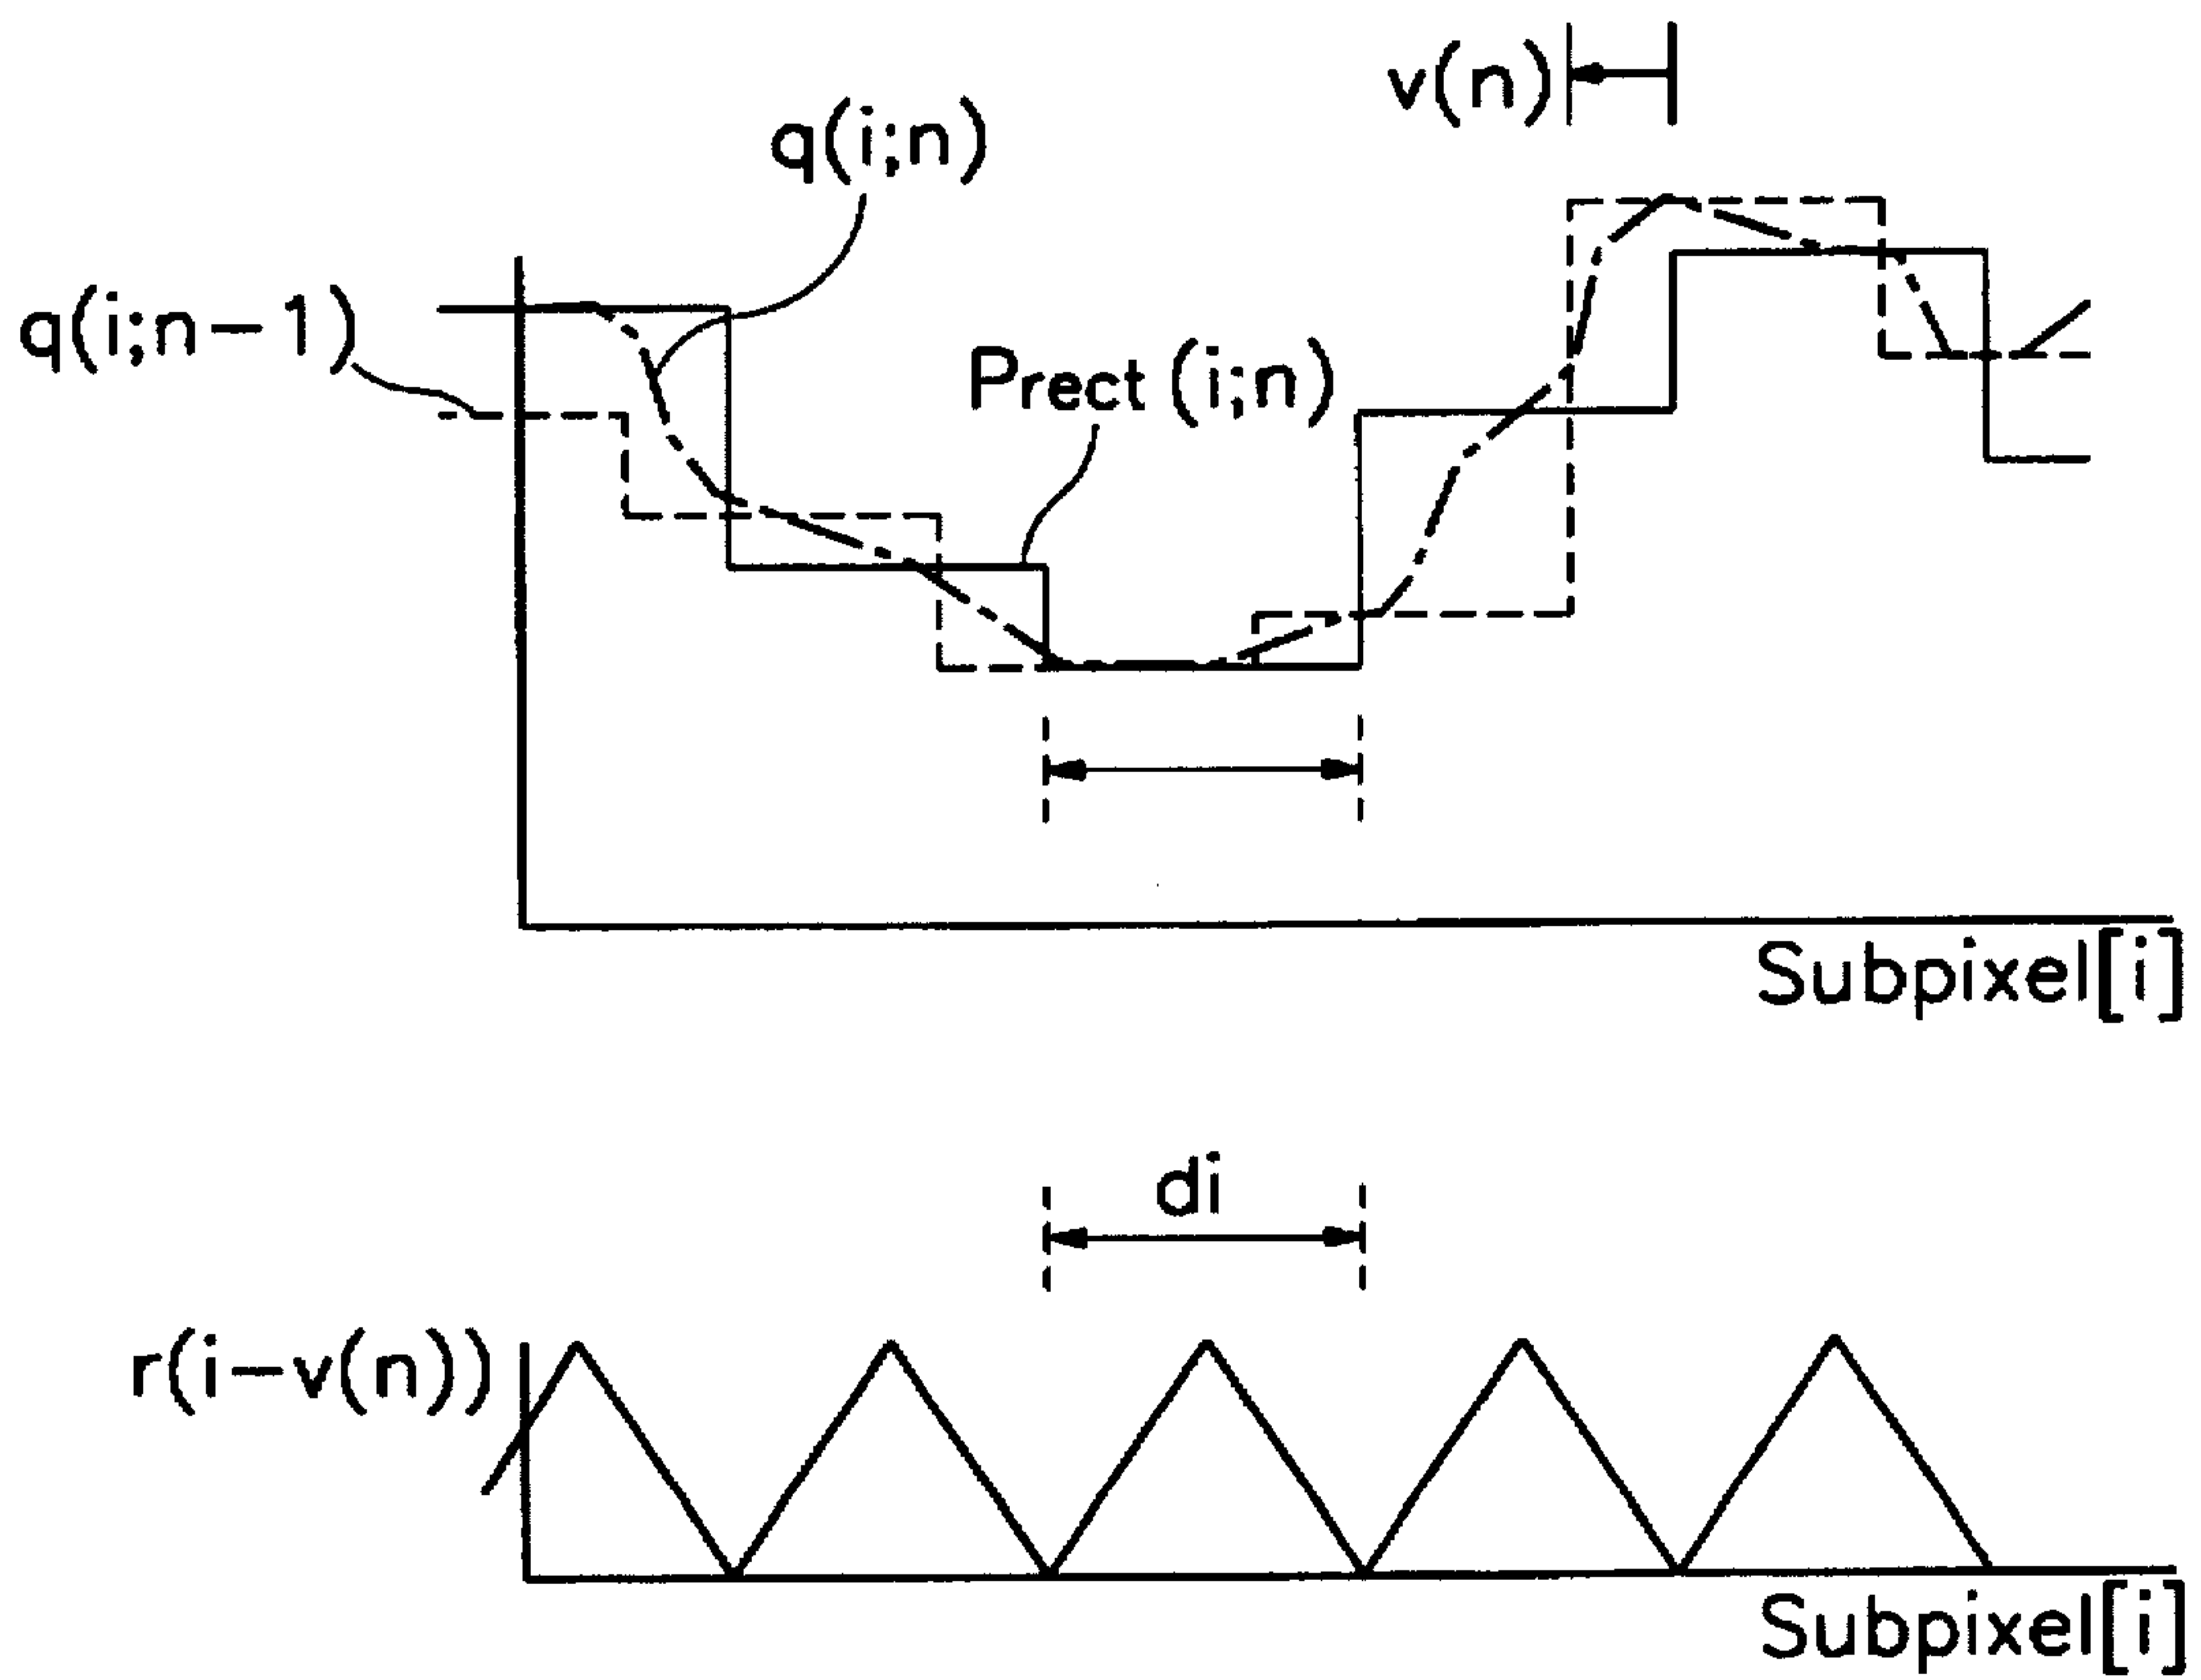 v(n)
q(i;n)
q(i;n-1)
Prect (i;n)
Subpixel[i]
di
r(i-v(n))
Subpixel[i]